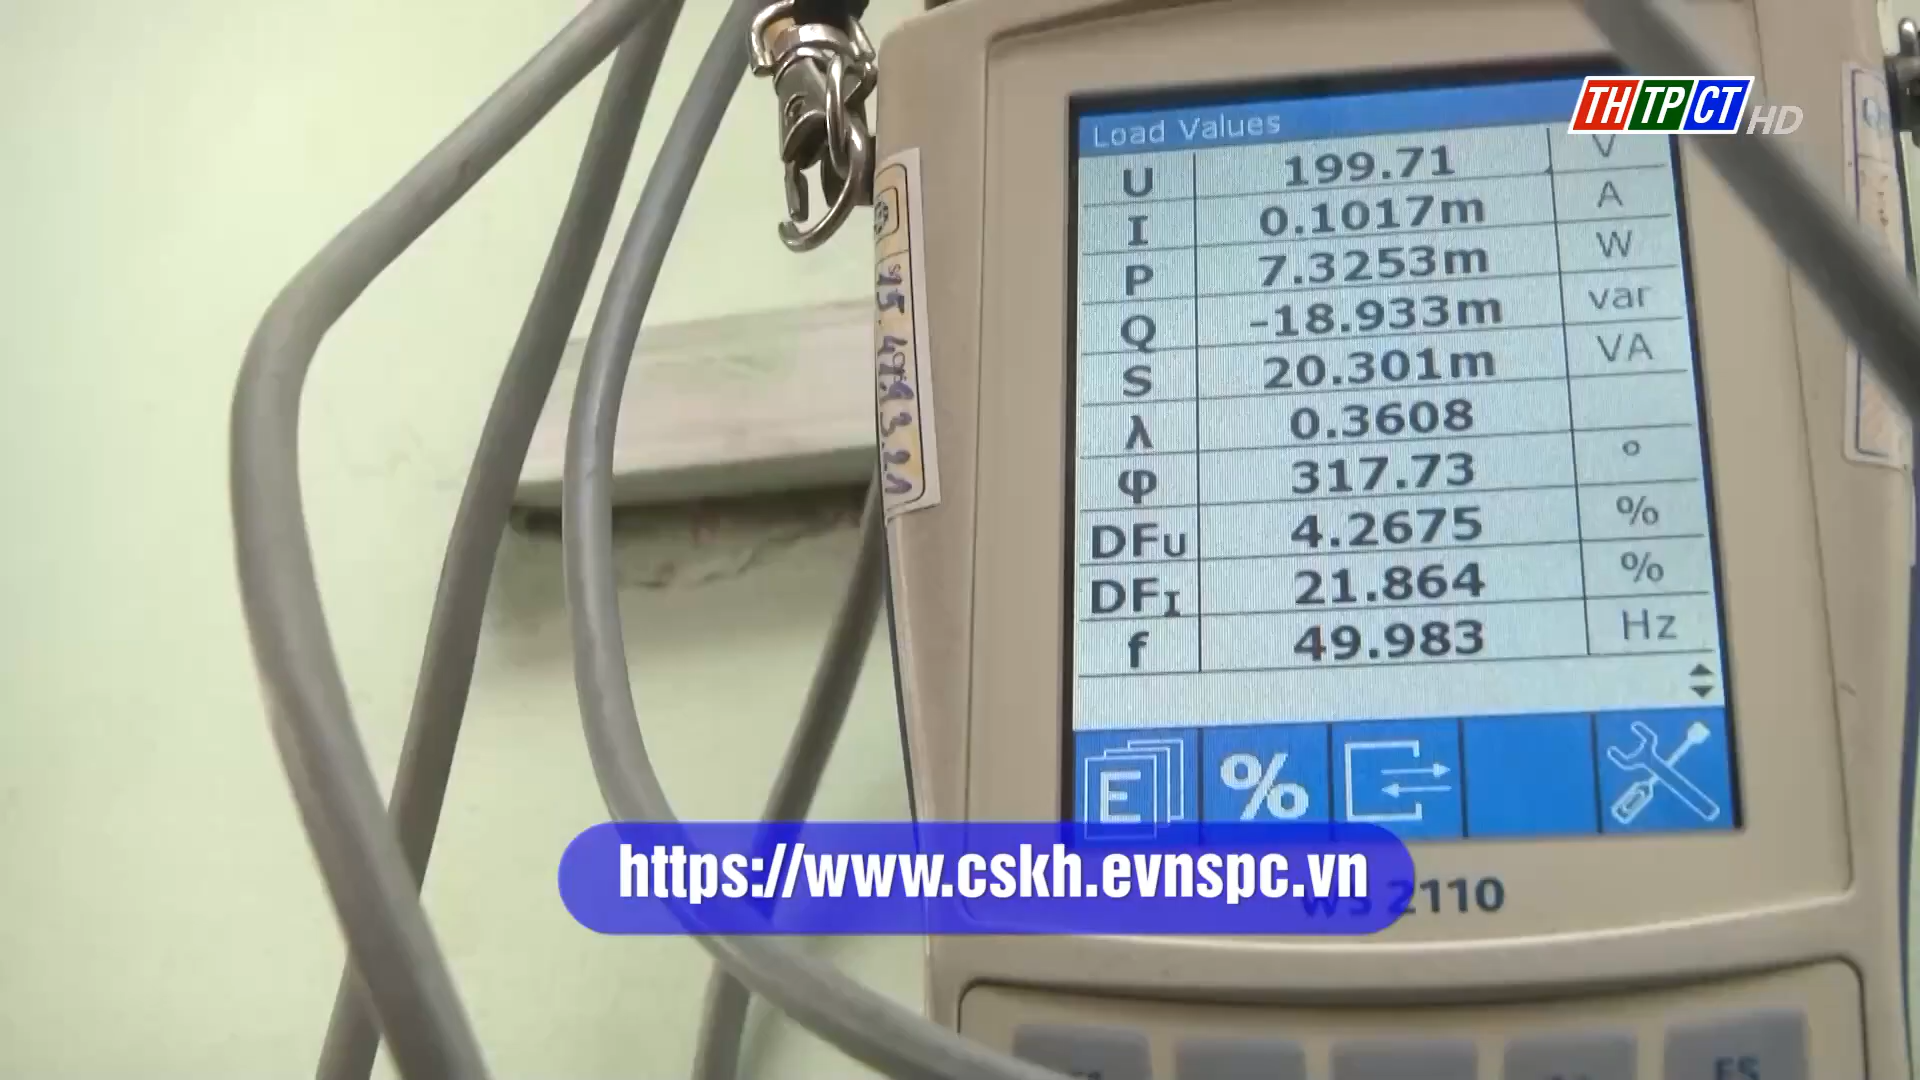 THTPCT HD
Load Values
U 199.71 V
I 0.1017m A
P 7.3253m W
Q -18.933m var
S 20.301m VA
λ 0.3608
φ 317.73 °
DFU 4.2675 %
DFI 21.864 %
f 49.983 Hz
E %
https://www.cskh.evnspc.vn
WS 2110